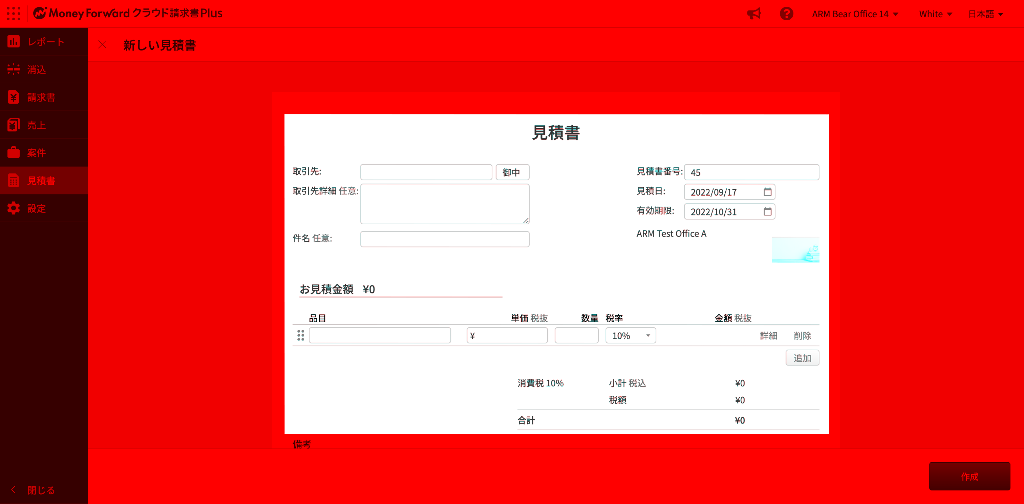 Money Forward クラウド請求書 Plus
ARM Bear Office 14
White
日本語
レポート
消込
請求書
売上
案件
見積書
設定
閉じる
新しい見積書
見積書
取引先:
御中
取引先詳細 任意:
件名 任意:
見積書番号: 45
見積日: 2022/09/17
有効期限: 2022/10/31
ARM Test Office A
お見積金額 ¥0
品目 単価 税抜 数量 税率 金額 税抜
¥ 10% 詳細 削除
追加
消費税 10% 小計 税込 ¥0
税額 ¥0
合計 ¥0
備考
作成